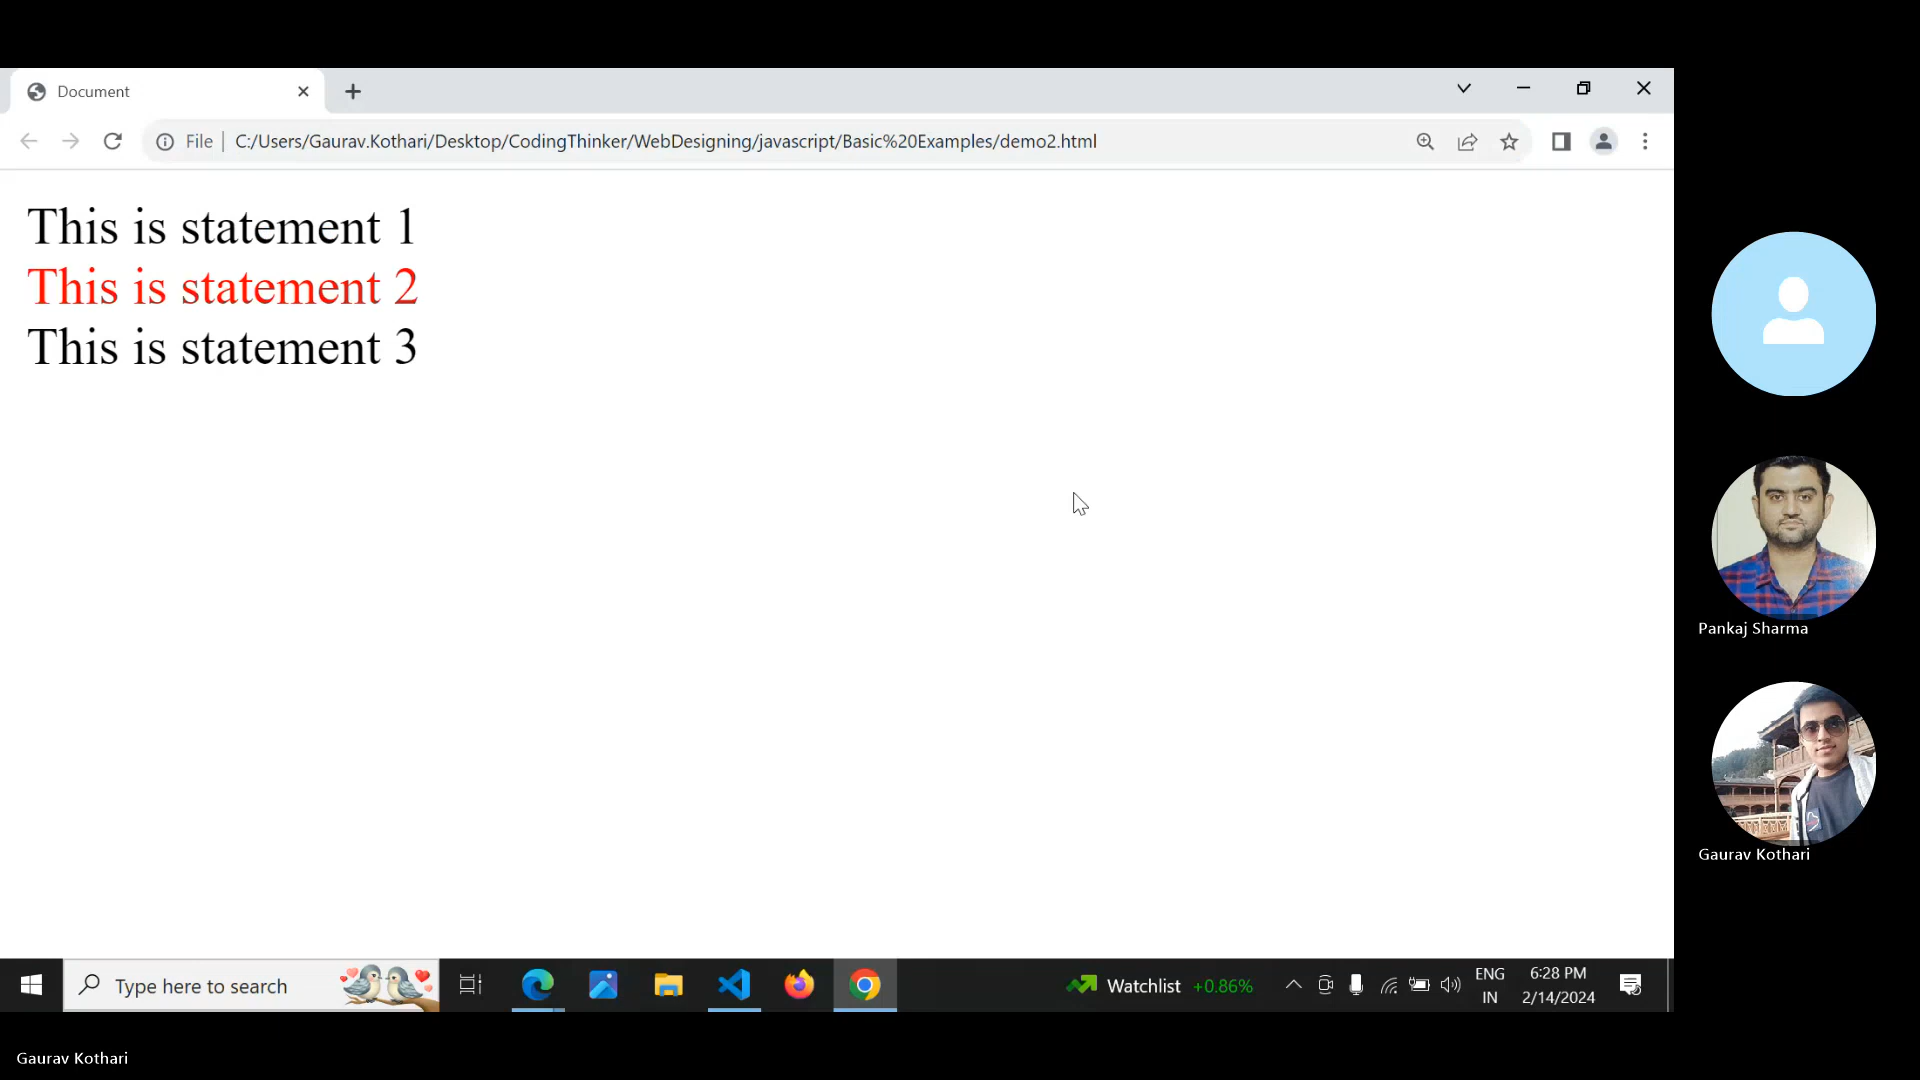 Document
File | C:/Users/Gaurav.Kothari/Desktop/CodingThinker/WebDesigning/javascript/Basic%20Examples/demo2.html
This is statement 1
This is statement 2
This is statement 3
Pankaj Sharma
Gaurav Kothari
Type here to search
Watchlist +0.86%
ENG
IN
6:28 PM
2/14/2024
Gaurav Kothari